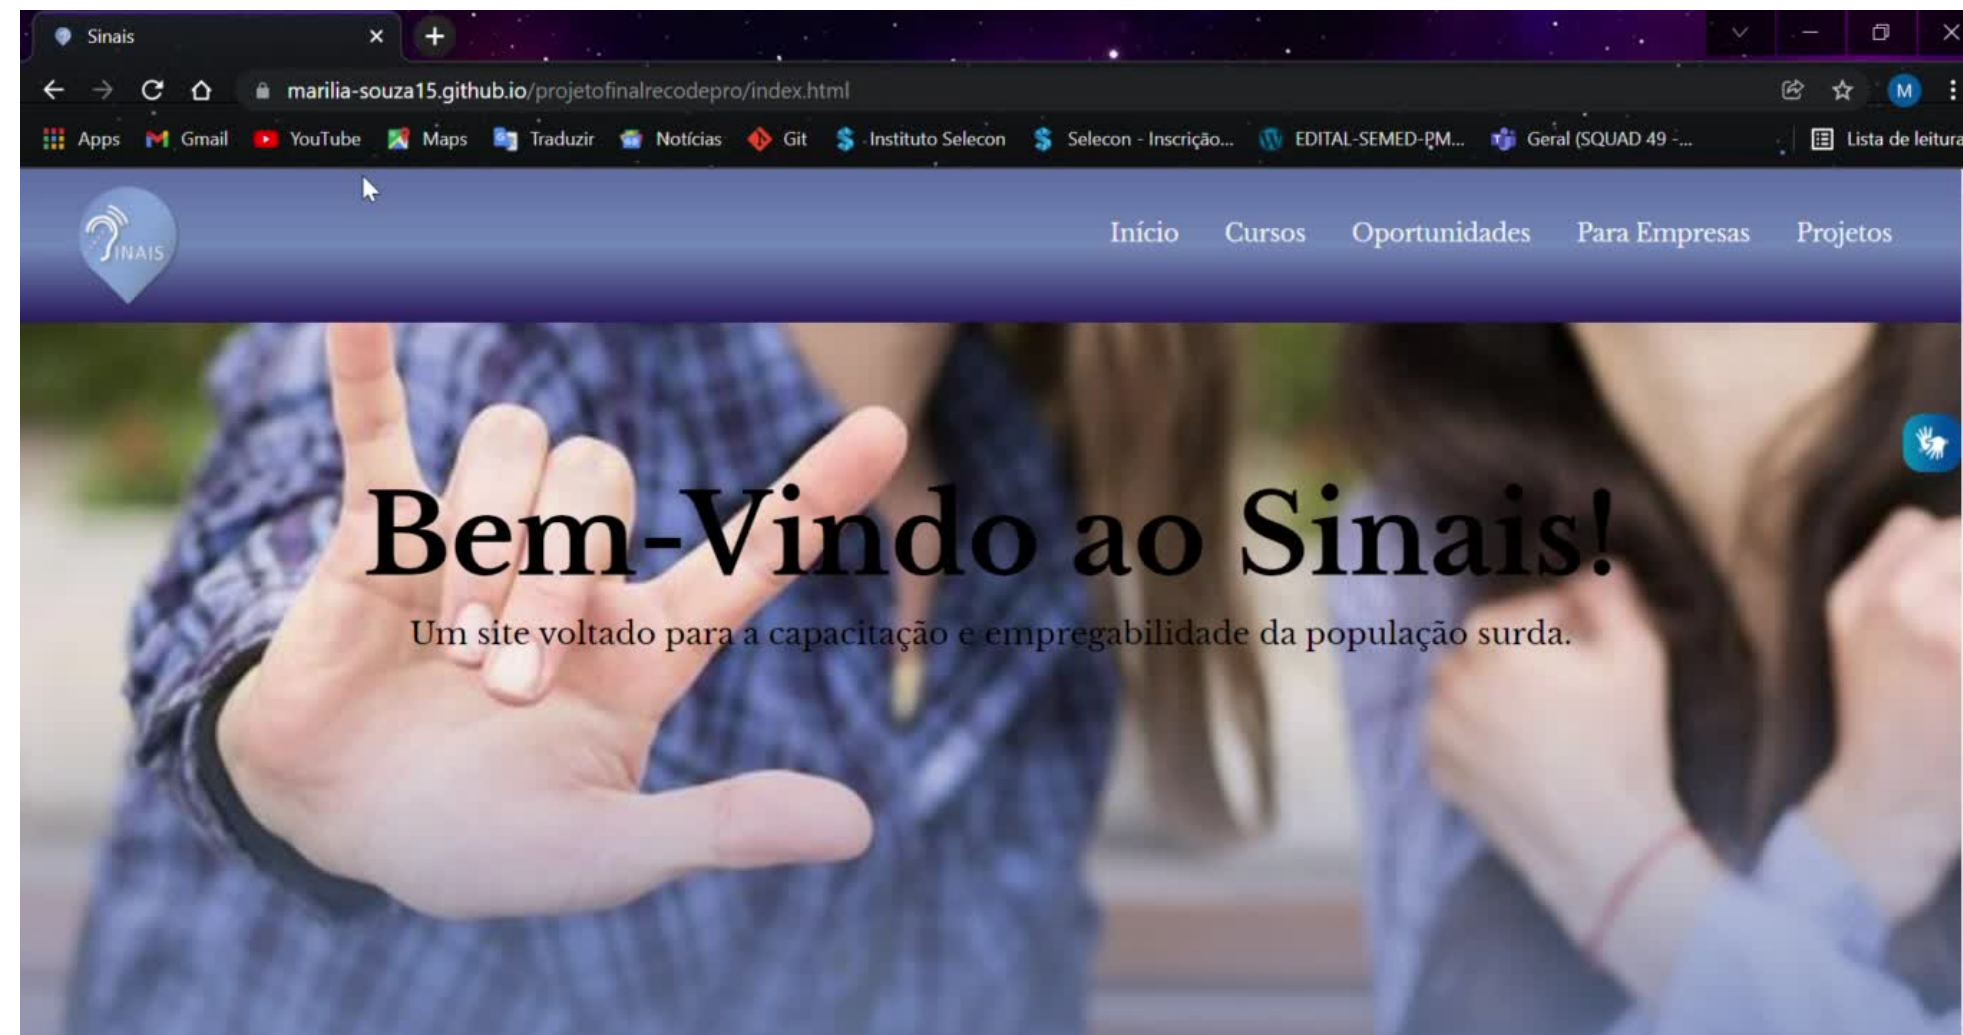 Sinais
marilia-souza15.github.io/projetofinalrecodepro/index.html
M
Apps Gmail YouTube Maps Traduzir Notícias Git Instituto Selecon Selecon - Inscrição... EDITAL-SEMED-PM... Geral (SQUAD 49 -... Lista de leitura
SINAIS
Início Cursos Oportunidades Para Empresas Projetos
Bem-Vindo ao Sinais!
Um site voltado para a capacitação e empregabilidade da população surda.